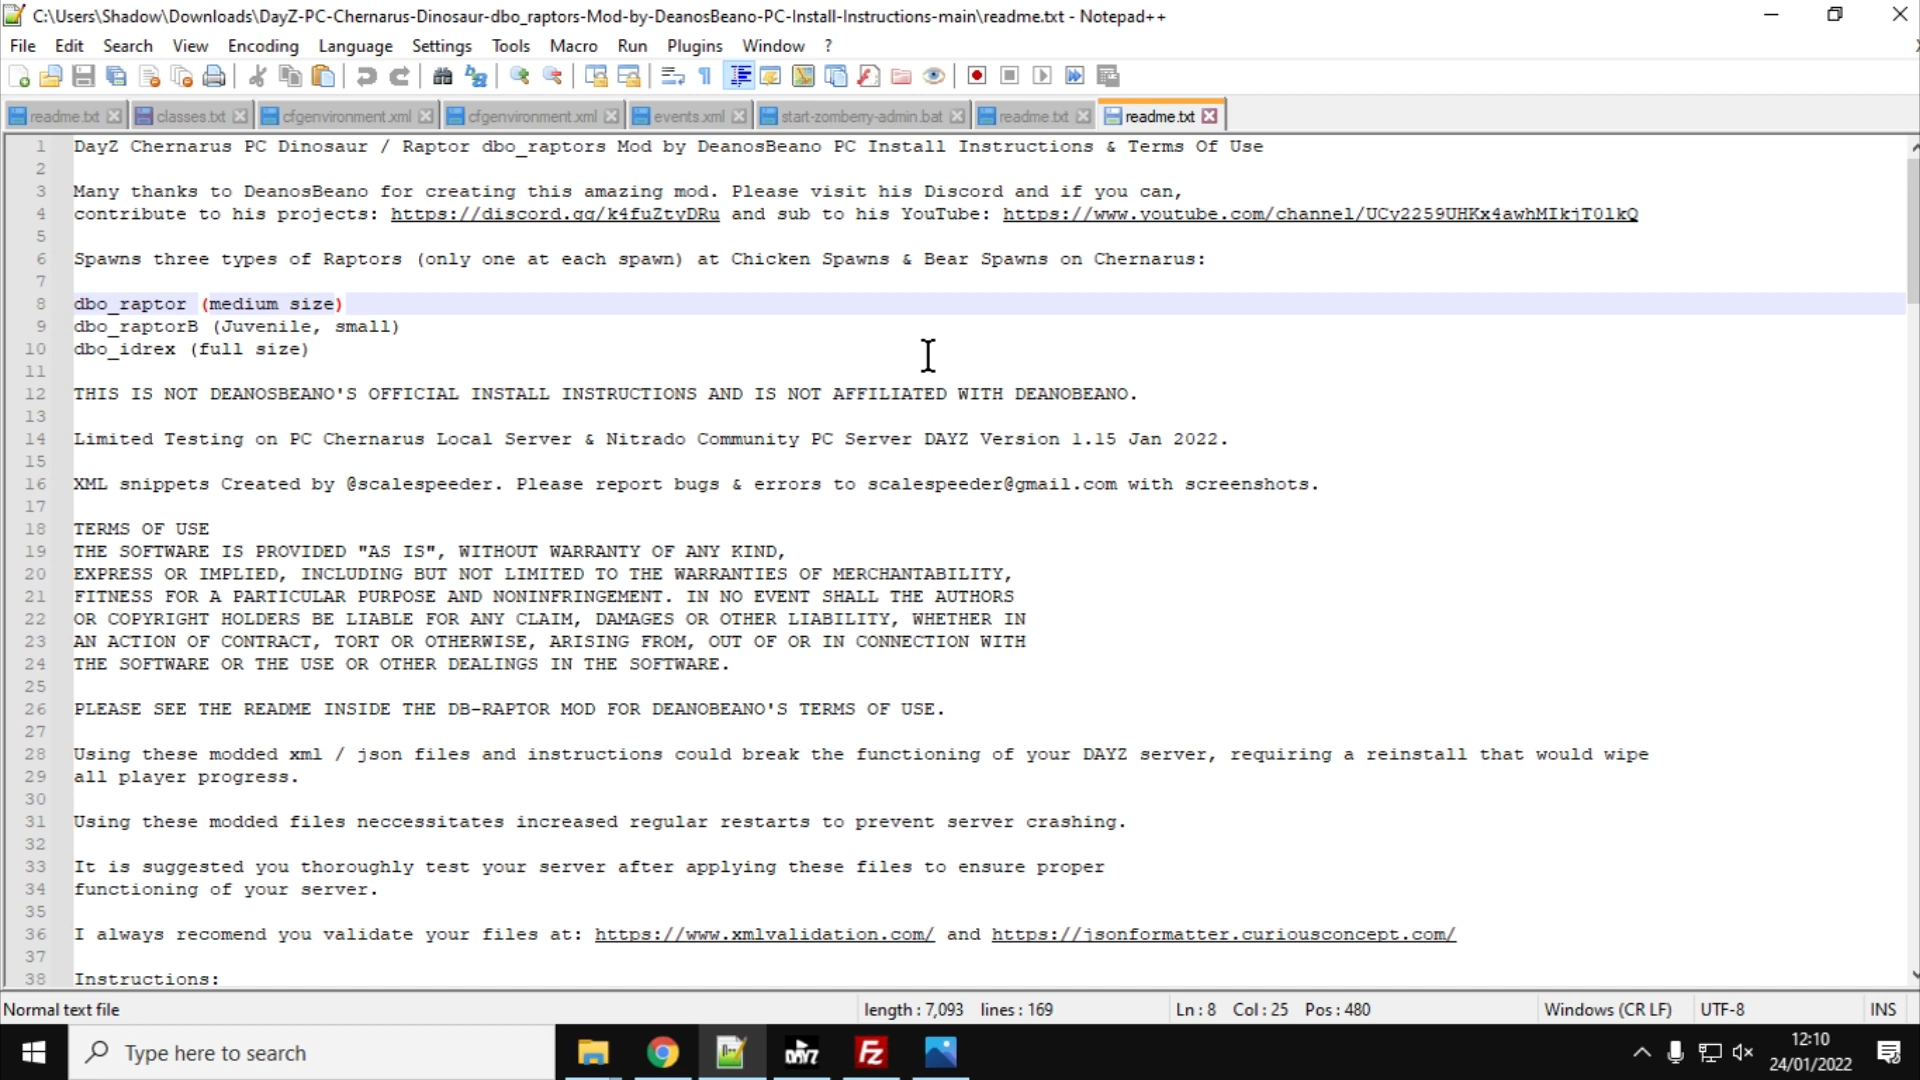 C:\Users\Shadow\Downloads\DayZ-PC-Chernarus-Dinosaur-dbo_raptors-Mod-by-DeanosBeano-PC-Install-Instructions-main\readme.txt - Notepad++
File Edit Search View Encoding Language Settings Tools Macro Run Plugins Window ?
readme.txt classes.txt cfgenvironment.xml cfgenvironment.xml events.xml start-zomberry-admin.bat readme.txt readme.txt
1 DayZ Chernarus PC Dinosaur / Raptor dbo_raptors Mod by DeanosBeano PC Install Instructions & Terms Of Use
2
3 Many thanks to DeanosBeano for creating this amazing mod. Please visit his Discord and if you can,
4 contribute to his projects: https://discord.gg/k4fuZtyDRu and sub to his YouTube: https://www.youtube.com/channel/UCy2259UHKx4awhMIkjT0lkQ
5
6 Spawns three types of Raptors (only one at each spawn) at Chicken Spawns & Bear Spawns on Chernarus:
7
8 dbo_raptor (medium size)
9 dbo_raptorB (Juvenile, small)
10 dbo_idrex (full size)
11
12 THIS IS NOT DEANOSBEANO'S OFFICIAL INSTALL INSTRUCTIONS AND IS NOT AFFILIATED WITH DEANOBEANO.
13
14 Limited Testing on PC Chernarus Local Server & Nitrado Community PC Server DAYZ Version 1.15 Jan 2022.
15
16 XML snippets Created by @scalespeeder. Please report bugs & errors to scalespeeder@gmail.com with screenshots.
17
18 TERMS OF USE
19 THE SOFTWARE IS PROVIDED "AS IS", WITHOUT WARRANTY OF ANY KIND,
20 EXPRESS OR IMPLIED, INCLUDING BUT NOT LIMITED TO THE WARRANTIES OF MERCHANTABILITY,
21 FITNESS FOR A PARTICULAR PURPOSE AND NONINFRINGEMENT. IN NO EVENT SHALL THE AUTHORS
22 OR COPYRIGHT HOLDERS BE LIABLE FOR ANY CLAIM, DAMAGES OR OTHER LIABILITY, WHETHER IN
23 AN ACTION OF CONTRACT, TORT OR OTHERWISE, ARISING FROM, OUT OF OR IN CONNECTION WITH
24 THE SOFTWARE OR THE USE OR OTHER DEALINGS IN THE SOFTWARE.
25
26 PLEASE SEE THE README INSIDE THE DB-RAPTOR MOD FOR DEANOBEANO'S TERMS OF USE.
27
28 Using these modded xml / json files and instructions could break the functioning of your DAYZ server, requiring a reinstall that would wipe
29 all player progress.
30
31 Using these modded files neccessitates increased regular restarts to prevent server crashing.
32
33 It is suggested you thoroughly test your server after applying these files to ensure proper
34 functioning of your server.
35
36 I always recomend you validate your files at: https://www.xmlvalidation.com/ and https://jsonformatter.curiousconcept.com/
37
38 Instructions:
Normal text file length : 7,093 lines : 169 Ln : 8 Col : 25 Pos : 480 Windows (CR LF) UTF-8 INS
Type here to search DAYZ Fz 12:10
24/01/2022